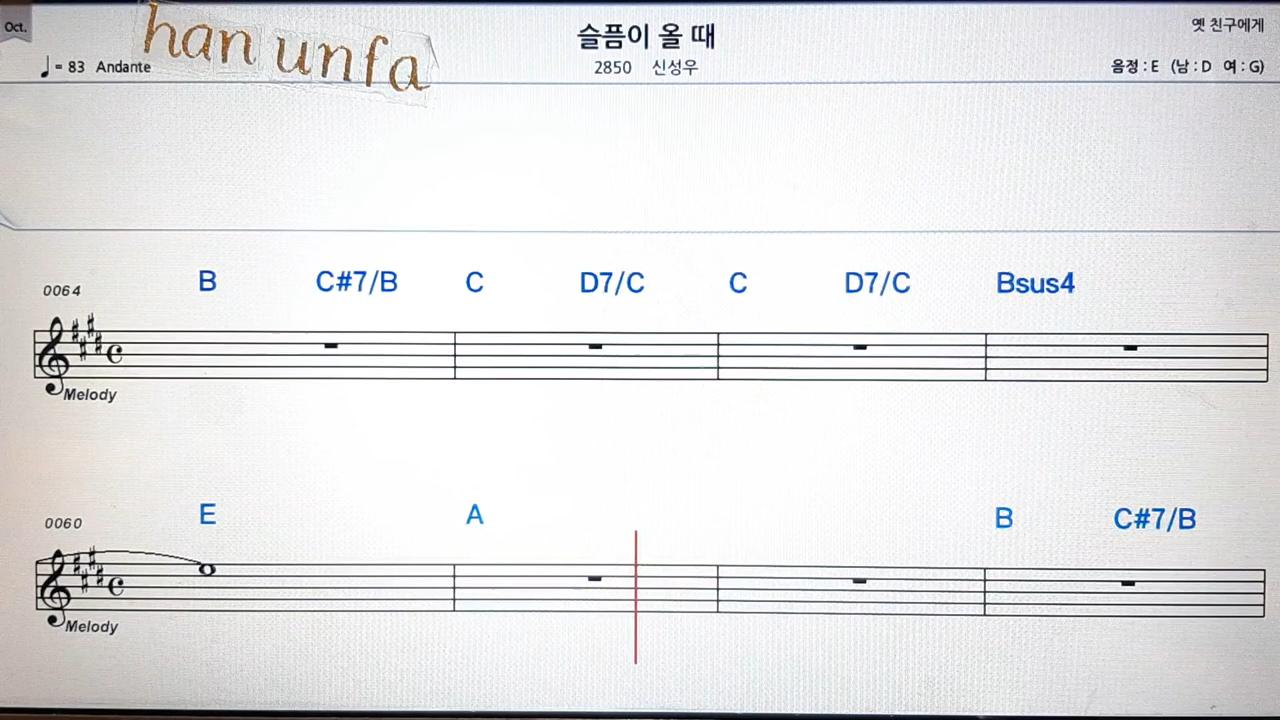 Oct.
han unfa
슬픔이 올 때
옛 친구에게
♩= 83 Andante
2850 신성우
음정 : E (남 : D 여 : G)
0064
B C#7/B C D7/C C D7/C Bsus4
Melody
0060
E A B C#7/B
Melody